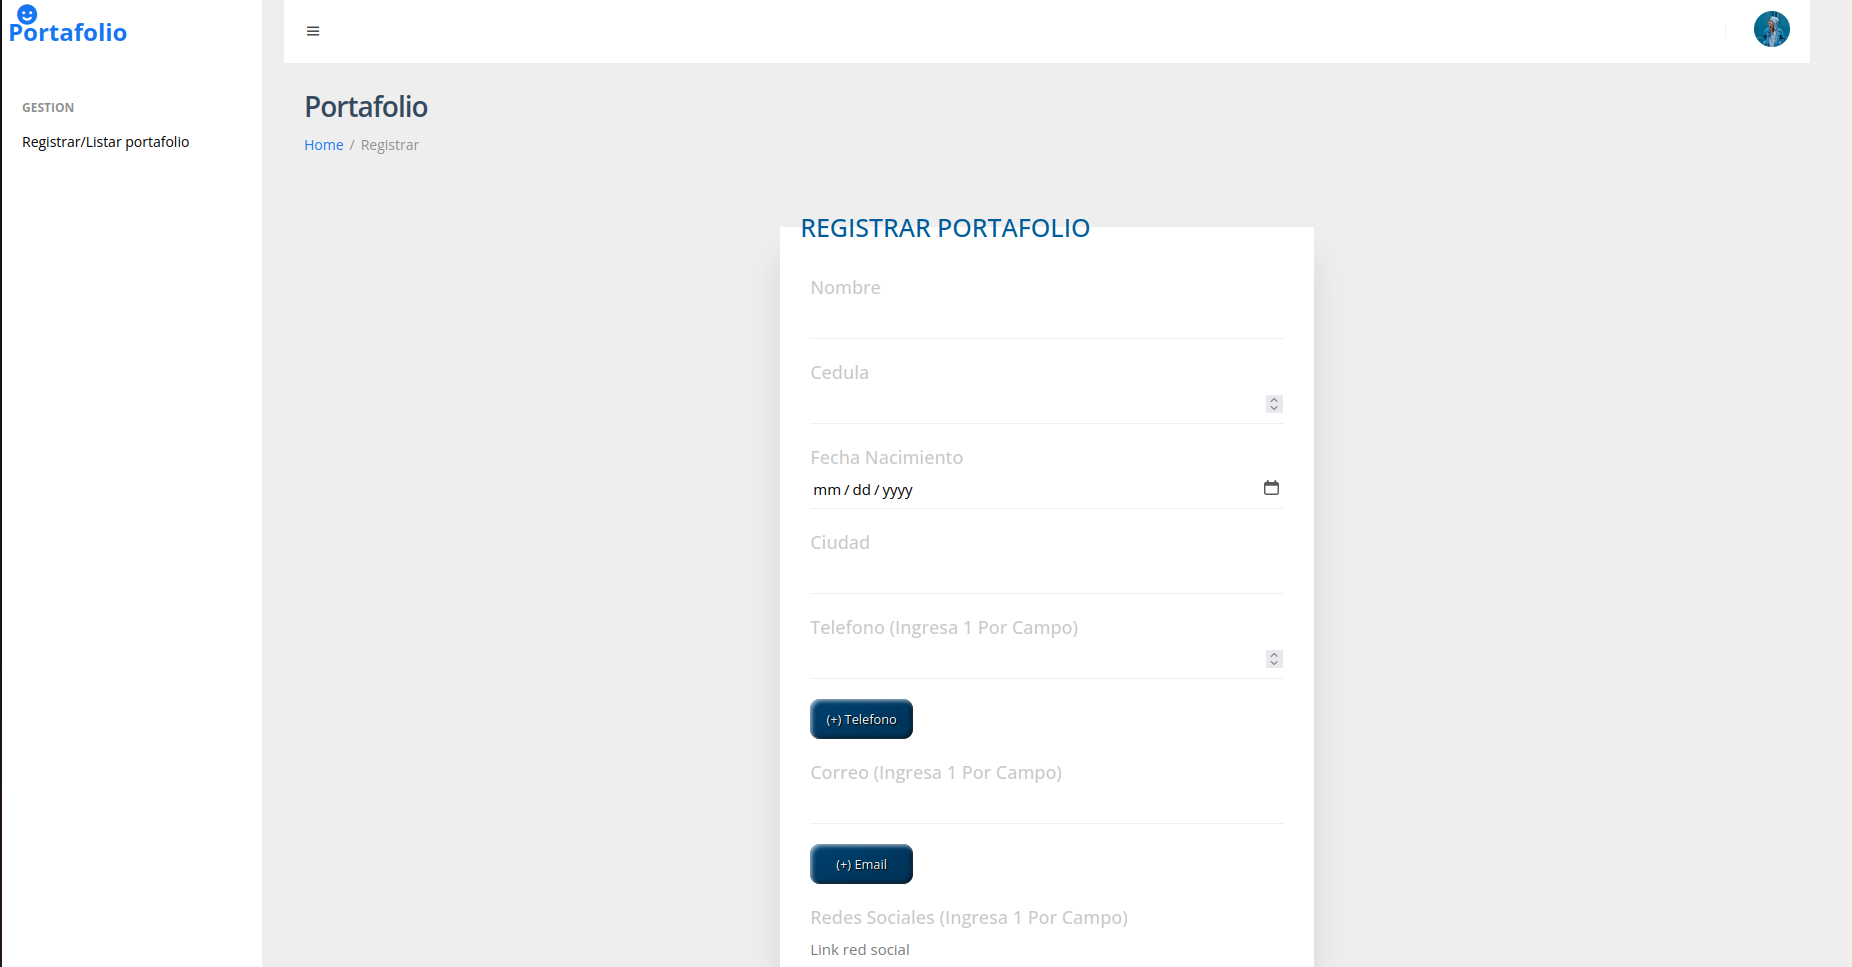 Portafolio
GESTION
Registrar/Listar portafolio
Portafolio
Home / Registrar
REGISTRAR PORTAFOLIO
Nombre
Cedula
Fecha Nacimiento
mm/dd/yyyy
Ciudad
Telefono (Ingresa 1 Por Campo)
(+) Telefono
Correo (Ingresa 1 Por Campo)
(+) Email
Redes Sociales (Ingresa 1 Por Campo)
Link red social